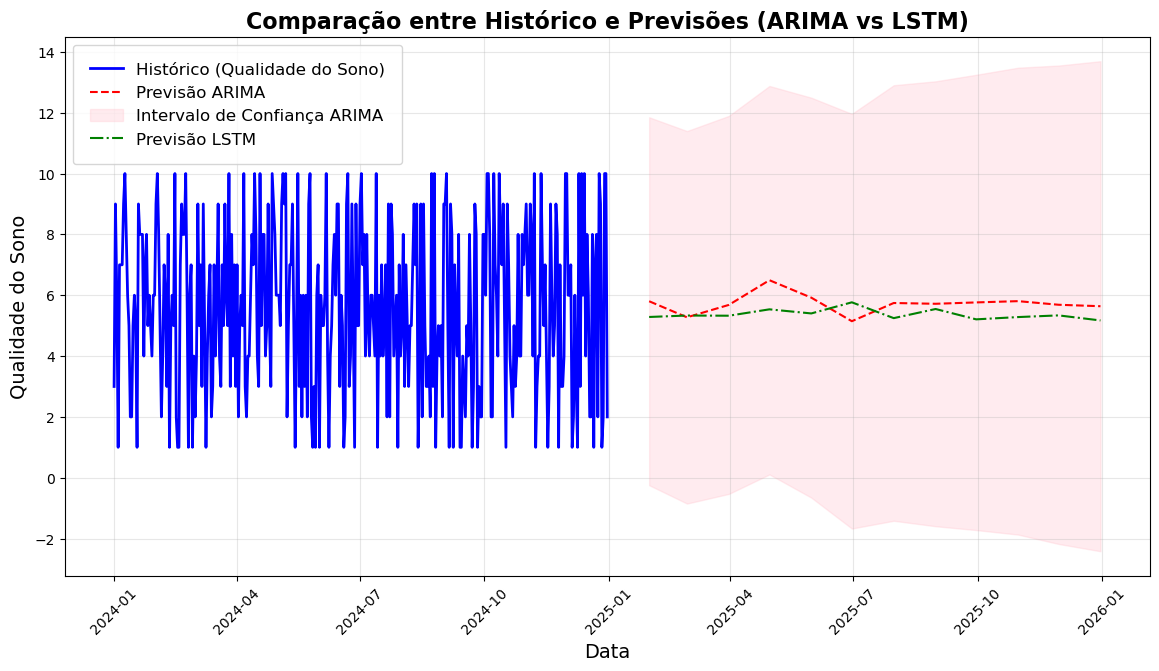 Comparação entre Histórico e Previsões (ARIMA vs LSTM)
Histórico (Qualidade do Sono)
Previsão ARIMA
Intervalo de Confiança ARIMA
Previsão LSTM
Qualidade do Sono
14
12
10
8
6
4
2
0
−2
2024-01
2024-04
2024-07
2024-10
2025-01
2025-04
2025-07
2025-10
2026-01
Data